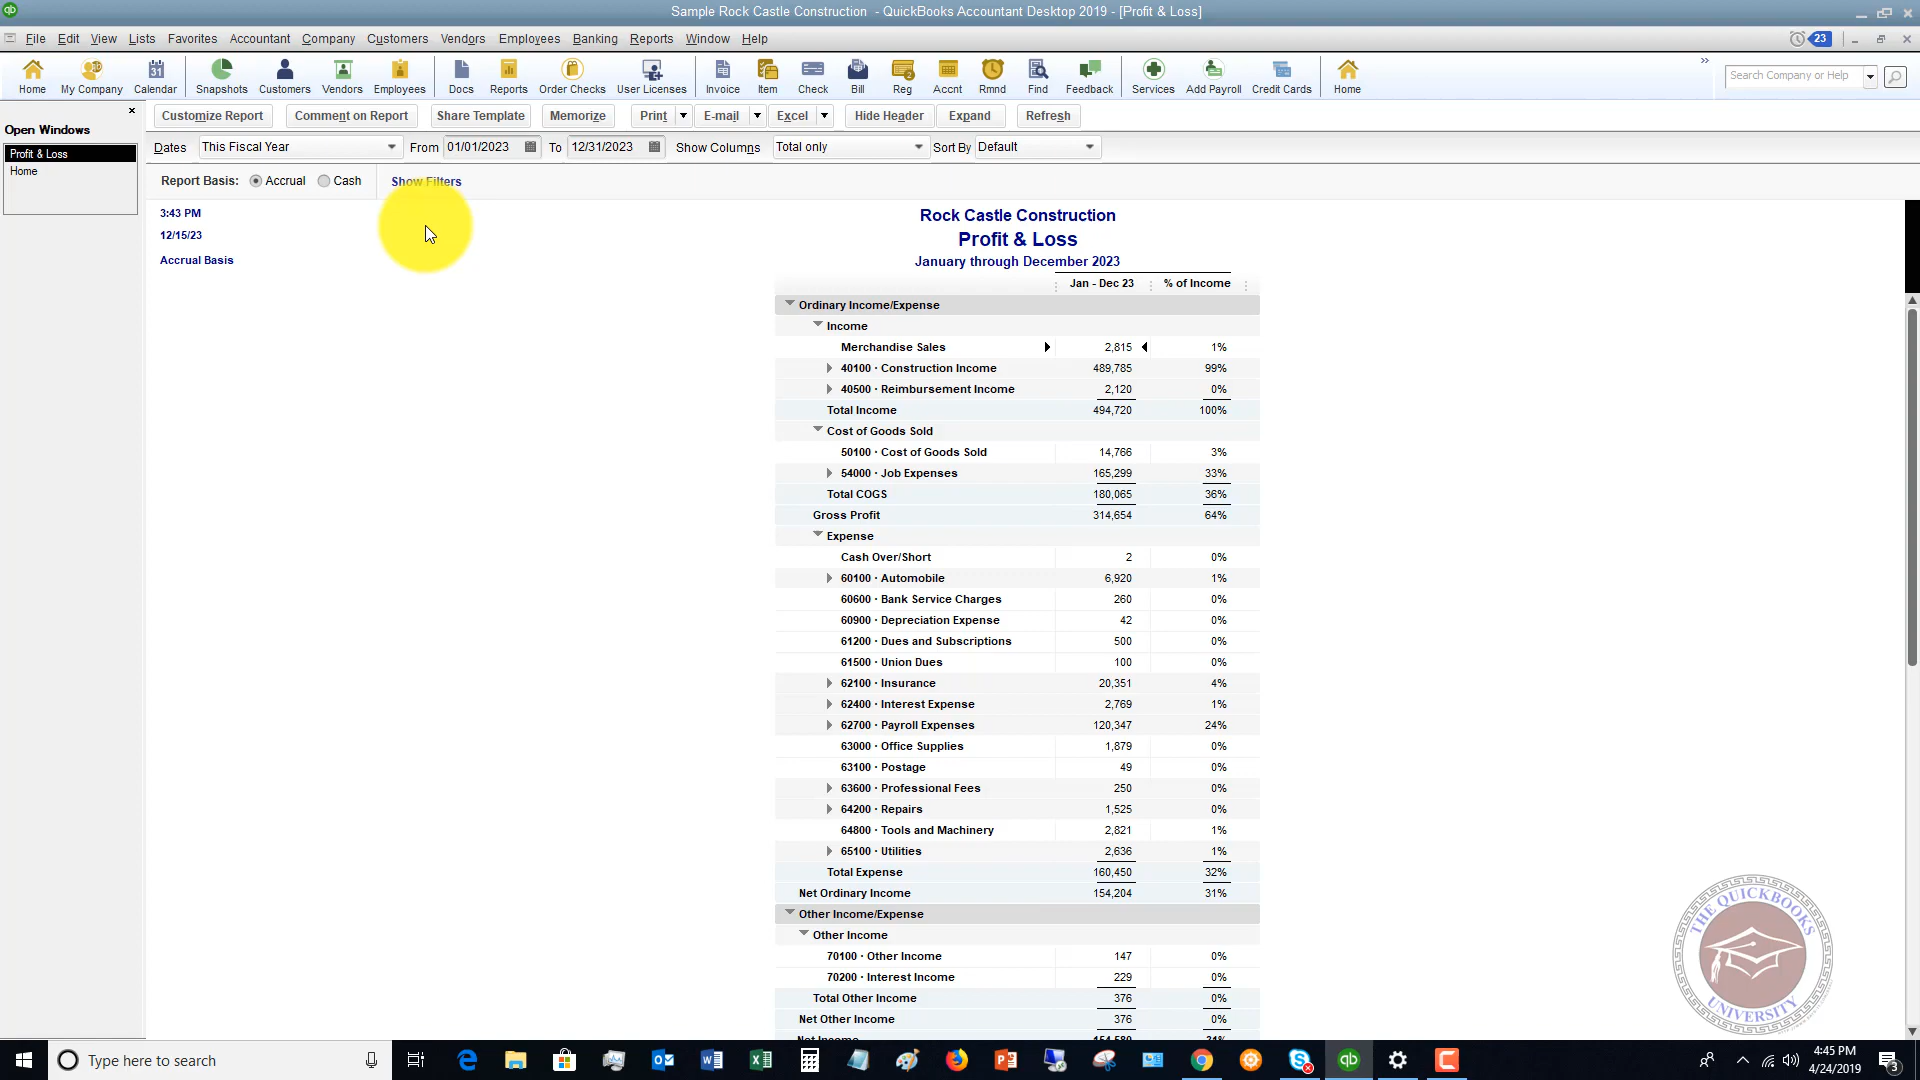 Sample Rock Castle Construction - QuickBooks Accountant Desktop 2019 - [Profit & Loss]
File Edit View Lists Favorites Accountant Company Customers Vendors Employees Banking Reports Window Help 23
Home My Company Calendar Snapshots Customers Vendors Employees Docs Reports Order Checks User Licenses Invoice Item Check Bill Reg Accnt Rmnd Find Feedback Services Add Payroll Credit Cards Home
Search Company or Help
Customize Report Comment on Report Share Template Memorize Print E-mail Excel Hide Header Expand Refresh
Open Windows
Profit & Loss
Home
Dates This Fiscal Year From 01/01/2023 To 12/31/2023 Show Columns Total only Sort By Default
Report Basis: Accrual Cash Show Filters
3:43 PM
12/15/23
Accrual Basis
Rock Castle Construction
Profit & Loss
January through December 2023
Jan - Dec 23 % of Income
Ordinary Income/Expense
Income
Merchandise Sales 2,815 1%
40100 · Construction Income 489,785 99%
40500 · Reimbursement Income 2,120 0%
Total Income 494,720 100%
Cost of Goods Sold
50100 · Cost of Goods Sold 14,766 3%
54000 · Job Expenses 165,299 33%
Total COGS 180,065 36%
Gross Profit 314,654 64%
Expense
Cash Over/Short 2 0%
60100 · Automobile 6,920 1%
60600 · Bank Service Charges 260 0%
60900 · Depreciation Expense 42 0%
61200 · Dues and Subscriptions 500 0%
61500 · Union Dues 100 0%
62100 · Insurance 20,351 4%
62400 · Interest Expense 2,769 1%
62700 · Payroll Expenses 120,347 24%
63000 · Office Supplies 1,879 0%
63100 · Postage 49 0%
63600 · Professional Fees 250 0%
64200 · Repairs 1,525 0%
64800 · Tools and Machinery 2,821 1%
65100 · Utilities 2,636 1%
Total Expense 160,450 32%
Net Ordinary Income 154,204 31%
Other Income/Expense
Other Income
70100 · Other Income 147 0%
70200 · Interest Income 229 0%
Total Other Income 376 0%
Net Other Income 376 0%
Net Income 154,580 31%
THE QUICKBOOKS
UNIVERSITY
Type here to search
4:45 PM
4/24/2019
3